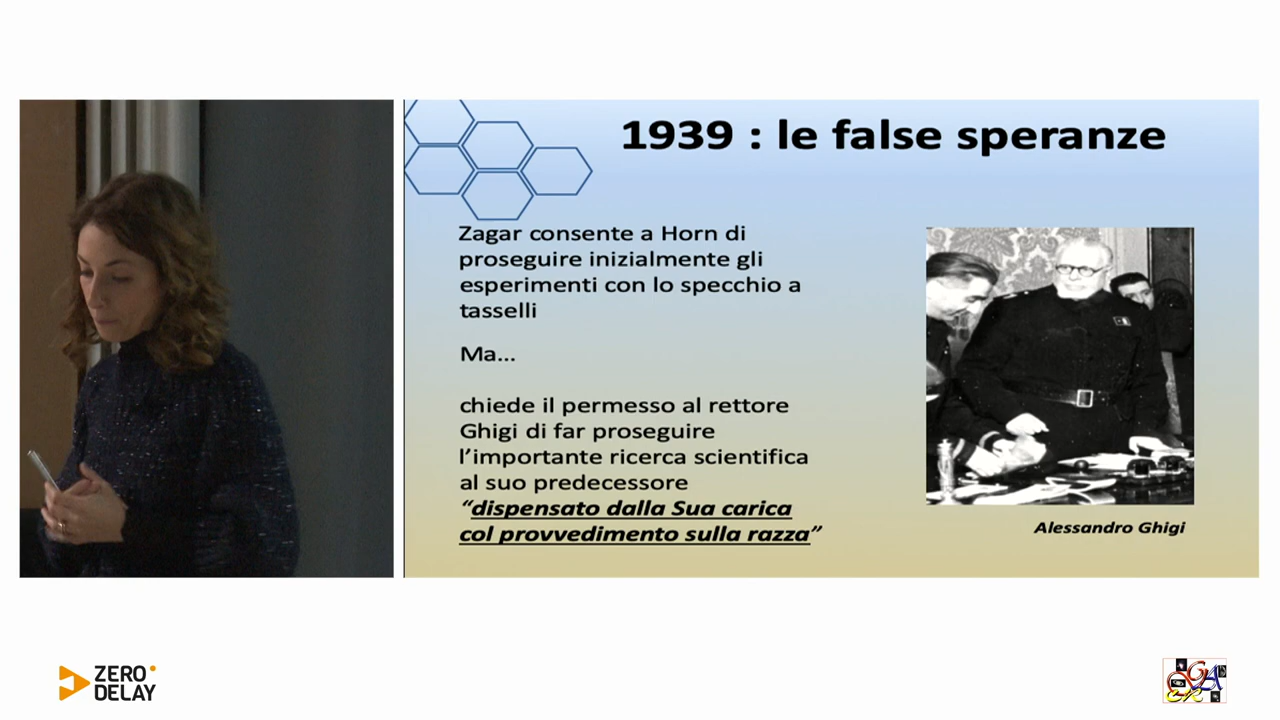 1939 : le false speranze
Zagar consente a Horn di
proseguire inizialmente gli
esperimenti con lo specchio a
tasselli
Ma...
chiede il permesso al rettore
Ghigi di far proseguire
l’importante ricerca scientifica
al suo predecessore
“dispensato dalla Sua carica
col provvedimento sulla razza”
Alessandro Ghigi
ZERO
DELAY